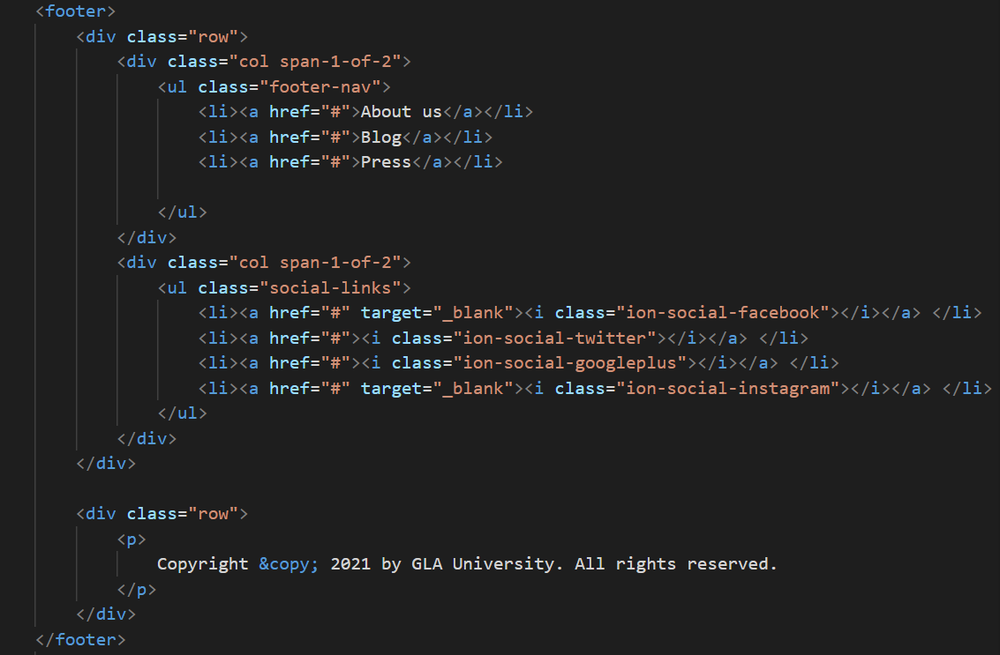 <footer>
    <div class="row">
        <div class="col span-1-of-2">
            <ul class="footer-nav">
                <li><a href="#">About us</a></li>
                <li><a href="#">Blog</a></li>
                <li><a href="#">Press</a></li>

            </ul>
        </div>
        <div class="col span-1-of-2">
            <ul class="social-links">
                <li><a href="#" target="_blank"><i class="ion-social-facebook"></i></a> </li>
                <li><a href="#"><i class="ion-social-twitter"></i></a> </li>
                <li><a href="#"><i class="ion-social-googleplus"></i></a> </li>
                <li><a href="#" target="_blank"><i class="ion-social-instagram"></i></a> </li>
            </ul>
        </div>
    </div>

    <div class="row">
        <p>
            Copyright &copy; 2021 by GLA University. All rights reserved.
        </p>
    </div>
</footer>